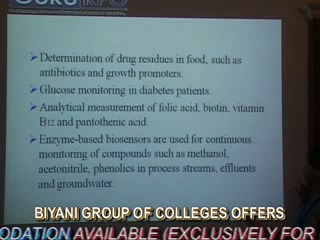 Determination of drug residues in food, such as
antibiotics and growth promoters.
Glucose monitoring in diabetes patients.
Analytical measurement of folic acid, biotin, vitamin
B12 and pantothenic acid.
Enzyme-based biosensors are used for continuous
monitoring of compounds such as methanol,
acetonitrile, phenolics in process streams, effluents
and groundwater.
BIYANI GROUP OF COLLEGES OFFERS
ODATION AVAILABLE (EXCLUSIVELY FOR